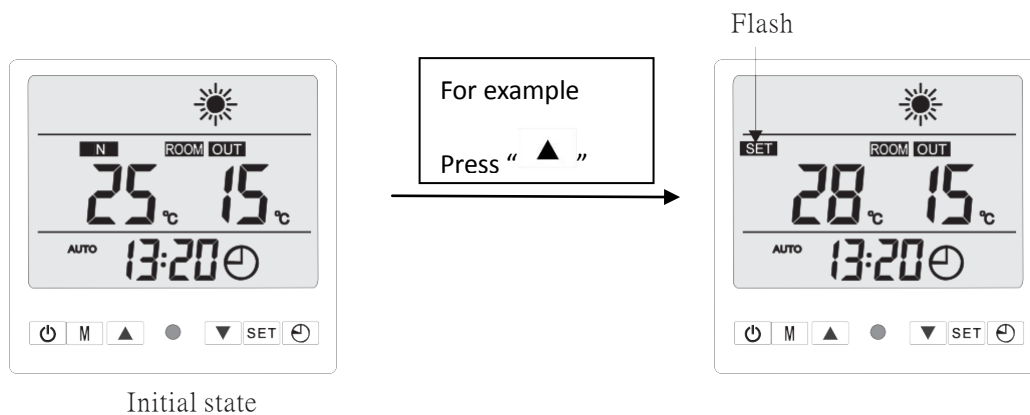 Flash
For example
Press “ ▲ ”
N ROOM OUT
25 °C 15 °C
AUTO 13:20
M SET
Initial state
SET ROOM OUT
28 °C 15 °C
AUTO 13:20
M SET